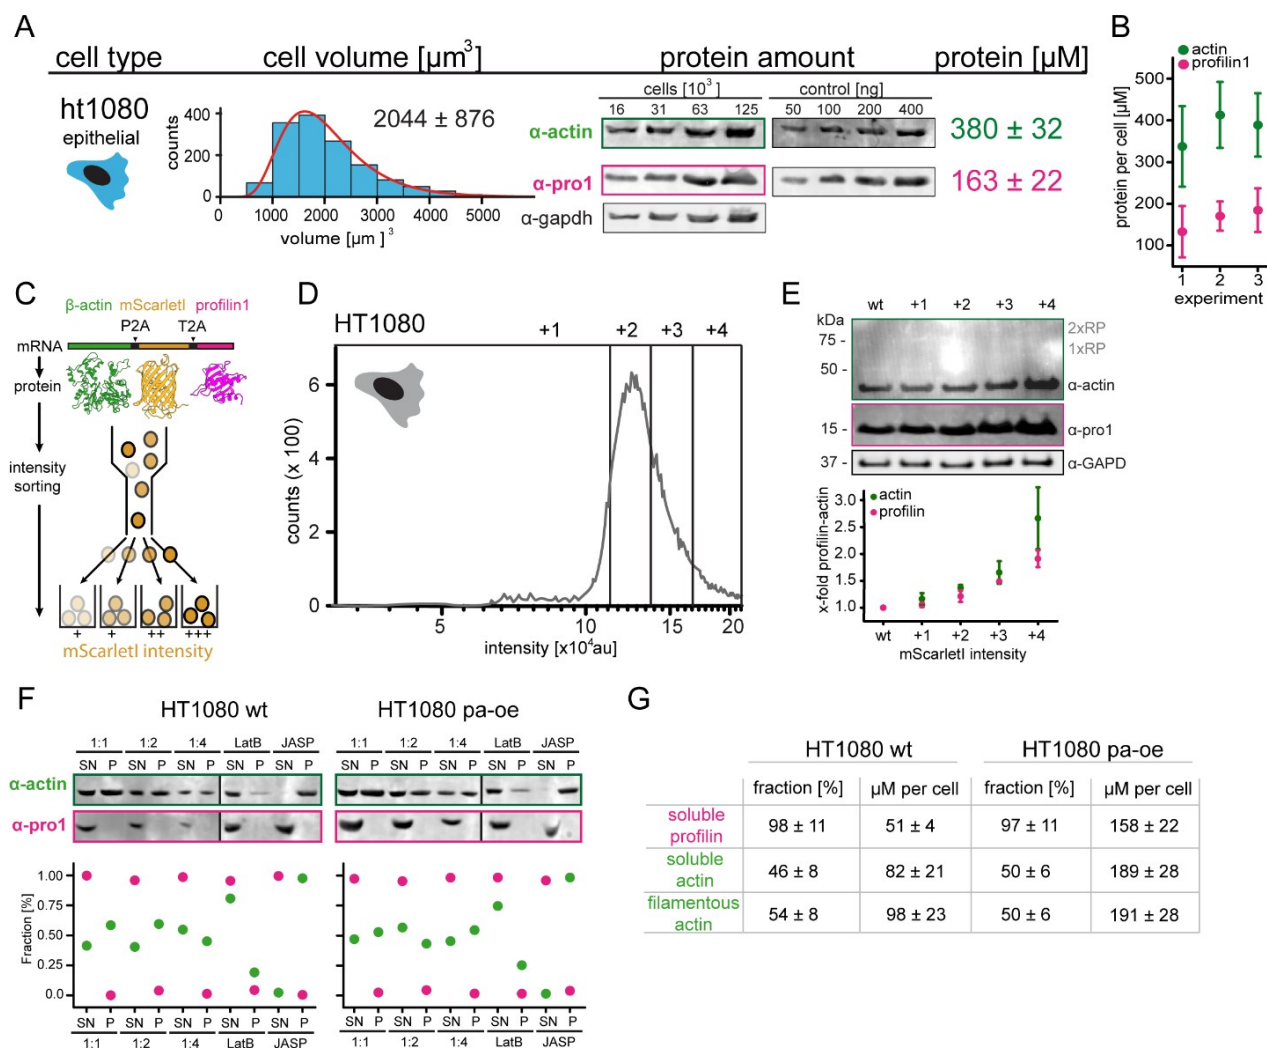 A
cell type
cell volume [µm³]
protein amount
protein [µM]
ht1080
epithelial
counts
400
200
0
2044 ± 876
0 1000 2000 3000 4000 5000
volume [µm ]³
cells [10³]
control [ng]
16 31 63 125
50 100 200 400
α-actin
380 ± 32
α-pro1
163 ± 22
α-gapdh
B
actin
profilin1
protein per cell [µM]
500
400
300
200
100
1 2 3
experiment
C
β-actin mScarletI profilin1
P2A T2A
mRNA
protein
intensity
sorting
+ + ++ +++
mScarletI intensity
D
HT1080
+1 +2 +3 +4
counts (x 100)
6
4
2
0
5 10 15 20
intensity [x10⁴au]
E
wt +1 +2 +3 +4
kDa
75 -
50 -
2xRP
1xRP
α-actin
15 -
α-pro1
37 -
α-GAPD
actin
profilin
x-fold profilin-actin
3.0
2.5
2.0
1.5
1.0
wt +1 +2 +3 +4
mScarletI intensity
F
HT1080 wt
HT1080 pa-oe
1:1 1:2 1:4 LatB JASP
1:1 1:2 1:4 LatB JASP
SN P SN P SN P SN P SN P
SN P SN P SN P SN P SN P
α-actin
α-pro1
Fraction [%]
1.00
0.75
0.50
0.25
0.0
SN P SN P SN P SN P SN P
SN P SN P SN P SN P SN P
1:1 1:2 1:4 LatB JASP
1:1 1:2 1:4 LatB JASP
G
HT1080 wt HT1080 pa-oe
fraction [%] µM per cell fraction [%] µM per cell
soluble
profilin
98 ± 11 51 ± 4 97 ± 11 158 ± 22
soluble
actin
46 ± 8 82 ± 21 50 ± 6 189 ± 28
filamentous
actin
54 ± 8 98 ± 23 50 ± 6 191 ± 28